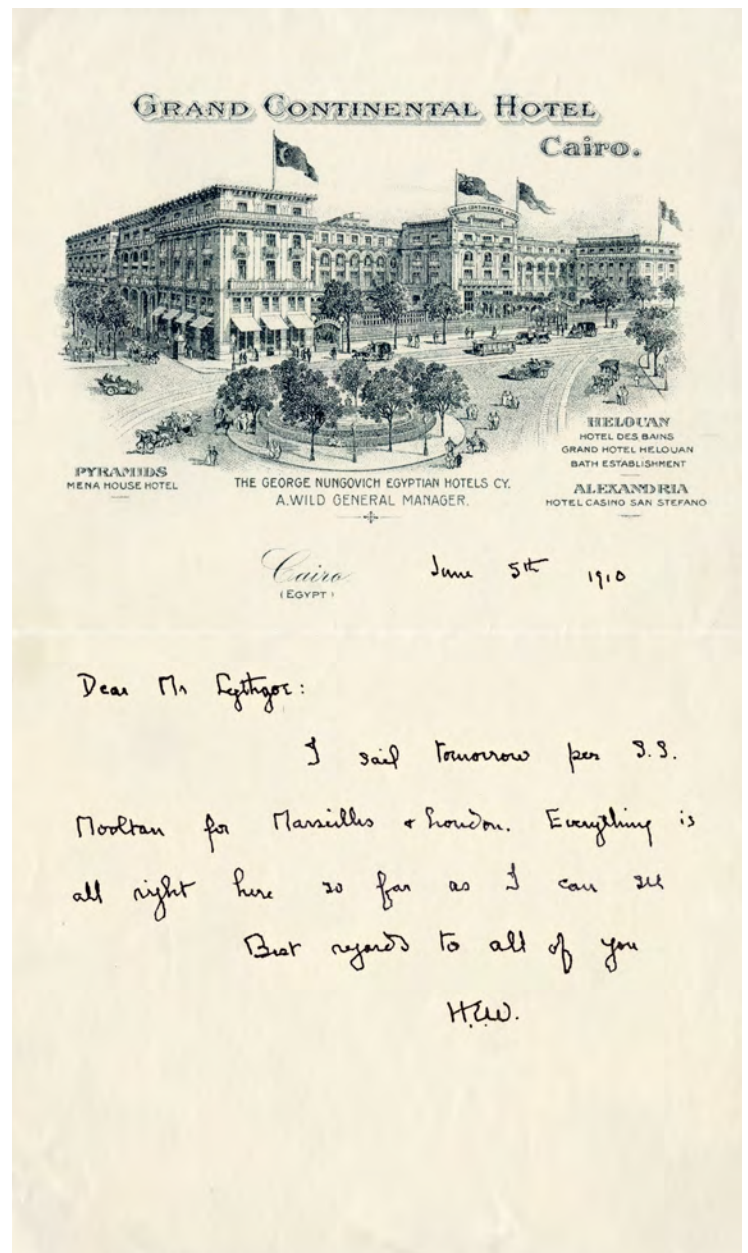 GRAND CONTINENTAL HOTEL
Cairo.
CONTINENTAL
PYRAMIDS
MENA HOUSE HOTEL
THE GEORGE NUNGOVICH EGYPTIAN HOTELS CY.
A.WILD GENERAL MANAGER.
HELOUAN
HOTEL DES BAINS
GRAND HOTEL HELOUAN
BATH ESTABLISHMENT
ALEXANDRIA
HOTEL CASINO SAN STEFANO
Cairo
(EGYPT)
June 5th 1910
Dear Mr Lythgoe:
I sail tomorrow per S.S.
Mooltan for Marseilles & London. Everything is
all right here so far as I can see
Best regards to all of you
H.E.W.